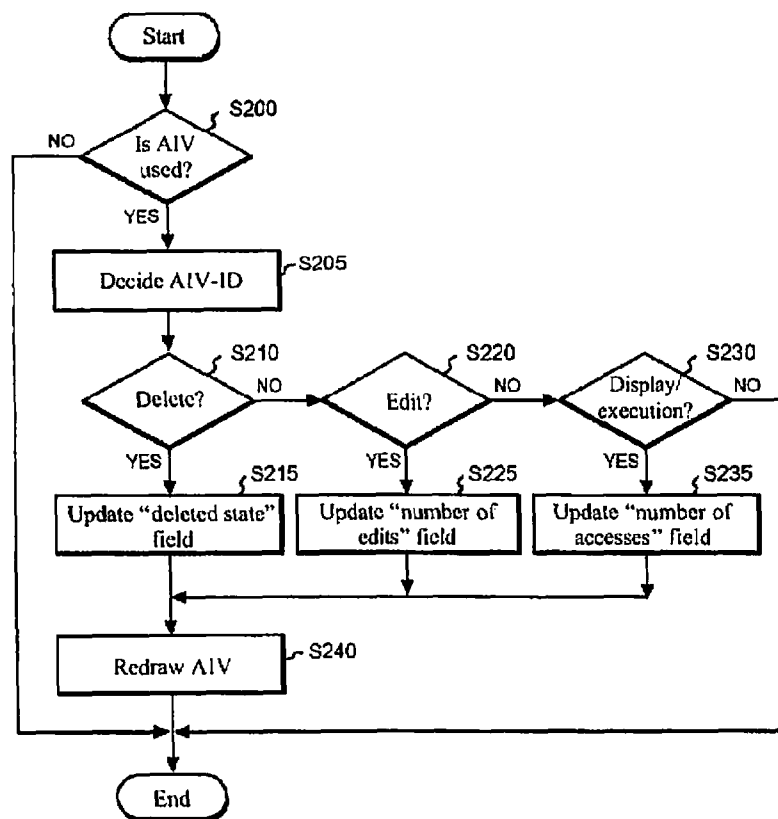 Start
S200
NO
Is AIV
used?
YES
S205
Decide AIV-ID
S210
S220
S230
Delete?
NO
Edit?
NO
Display/
execution?
NO
YES
YES
YES
S215
S225
S235
Update “deleted state”
field
Update “number of
edits” field
Update “number of
accesses” field
S240
Redraw AIV
End